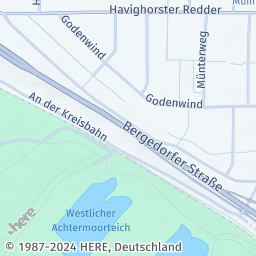 Havighorster Redder
Godenwind
Münterweg
Godenwind
An der Kreisbahn
Bergedorfer Straße
Westlicher
Achtermoorteich
here
© 1987-2024 HERE, Deutschland